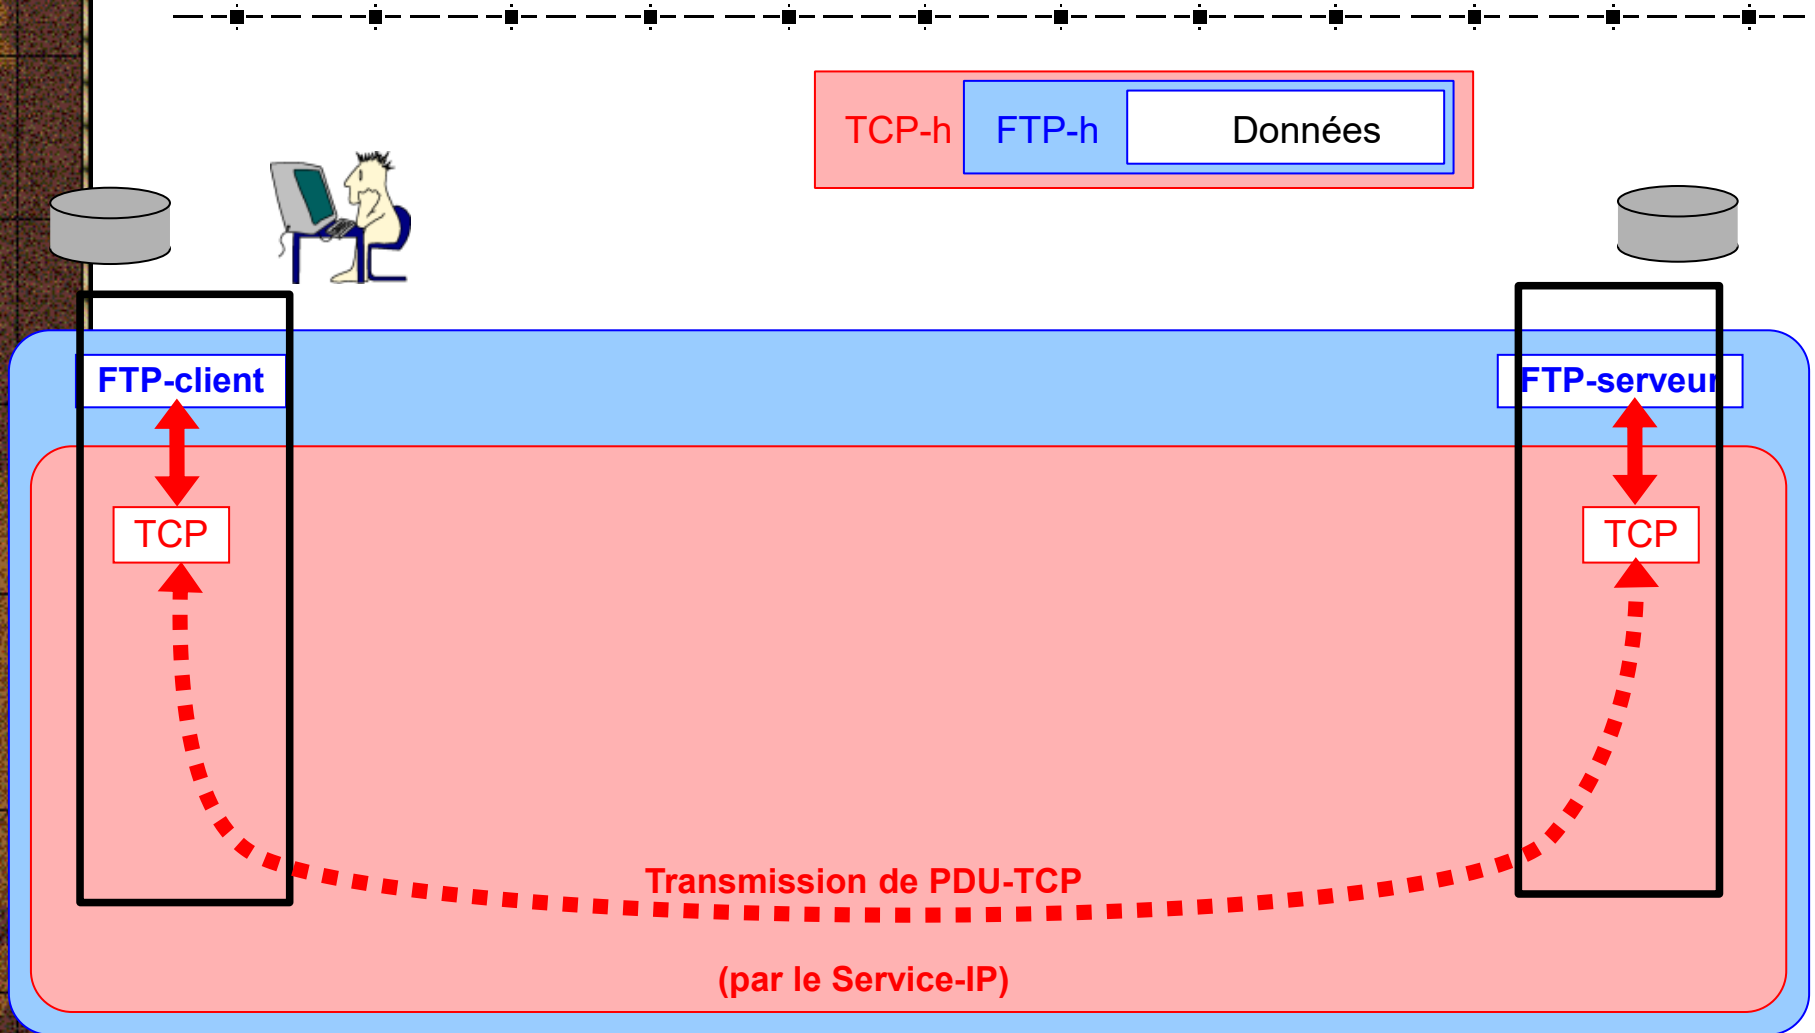 TCP-h FTP-h Données
FTP-client FTP-serveur
TCP TCP
Transmission de PDU-TCP
(par le Service-IP)